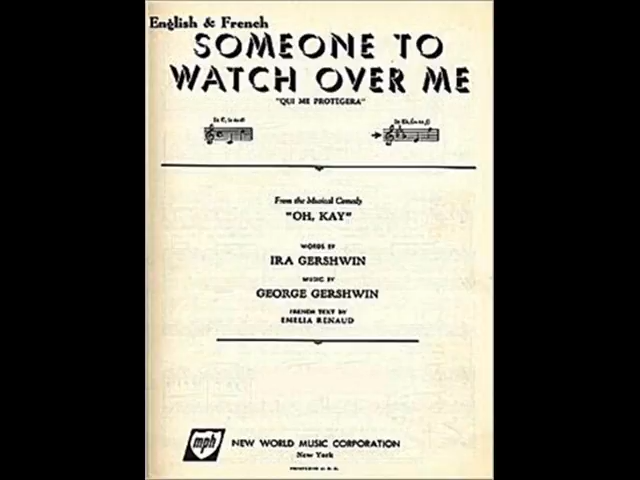 English & French
SOMEONE TO
WATCH OVER ME
"QUI ME PROTEGERA"
From the Musical Comedy
"OH, KAY"
WORDS BY
IRA GERSHWIN
MUSIC BY
GEORGE GERSHWIN
FRENCH TEXT BY
EMELIA RENAUD
mph
NEW WORLD MUSIC CORPORATION
New York